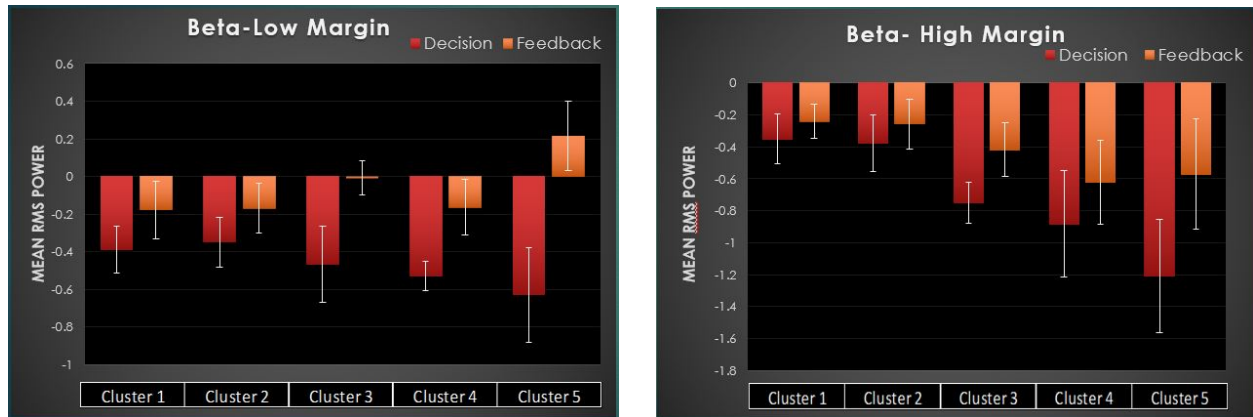 Beta-Low Margin
Decision Feedback
MEAN RMS POWER
0.6
0.4
0.2
0
-0.2
-0.4
-0.6
-0.8
-1
Cluster 1 Cluster 2 Cluster 3 Cluster 4 Cluster 5
Beta- High Margin
Decision Feedback
MEAN RMS POWER
0
-0.2
-0.4
-0.6
-0.8
-1
-1.2
-1.4
-1.6
-1.8
Cluster 1 Cluster 2 Cluster 3 Cluster 4 Cluster 5